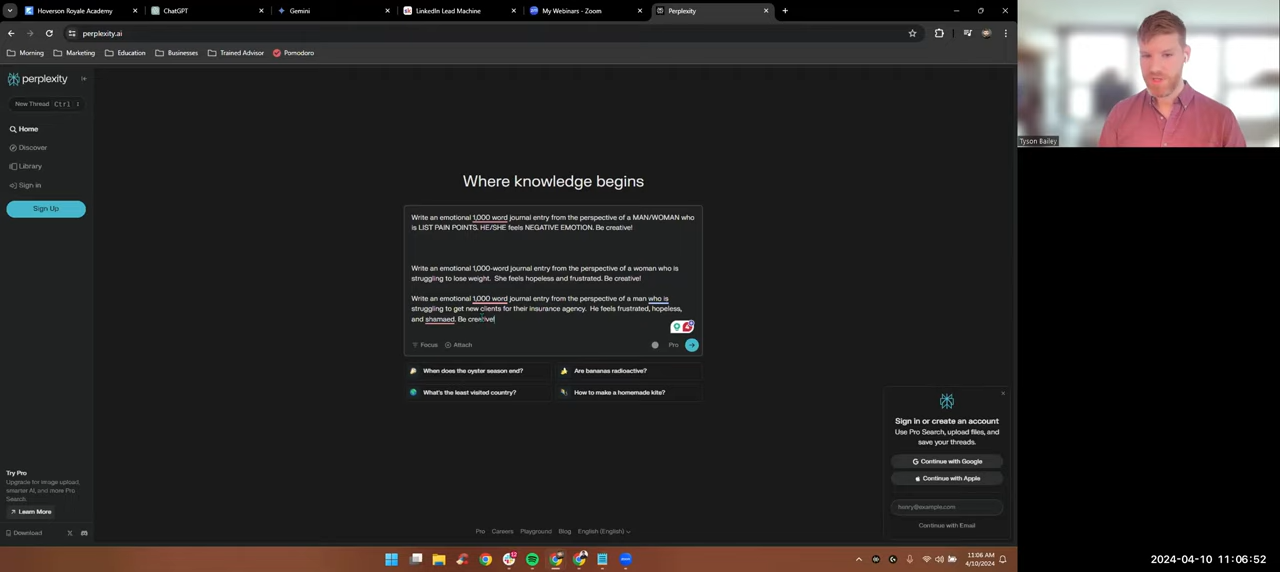 Hoverson Royale Academy
ChatGPT
Gemini
LinkedIn Lead Machine
My Webinars - Zoom
Perplexity
perplexity.ai
Morning
Marketing
Education
Businesses
Trained Advisor
Pomodoro
perplexity
New Thread Ctrl I
Home
Discover
Library
Sign in
Sign Up
Where knowledge begins
Write an emotional 1,000 word journal entry from the perspective of a MAN/WOMAN who
is LIST PAIN POINTS. HE/SHE feels NEGATIVE EMOTION. Be creative!
Write an emotional 1,000-word journal entry from the perspective of a woman who is
struggling to lose weight. She feels hopeless and frustrated. Be creative!
Write an emotional 1,000 word journal entry from the perspective of a man who is
struggling to get new clients for their insurance agency. He feels frustrated, hopeless,
and shamaed. Be creative!
Focus
Attach
Pro
When does the oyster season end?
Are bananas radioactive?
What's the least visited country?
How to make a homemade kite?
Sign in or create an account
Use Pro Search, upload files, and
save your threads.
Continue with Google
Continue with Apple
henry@example.com
Continue with Email
Try Pro
Upgrade for image upload,
smarter AI, and more Pro
Search.
Learn More
Download
Pro
Careers
Playground
Blog
English (English)
11:06 AM
4/10/2024
Tyson Bailey
2024-04-10 11:06:52